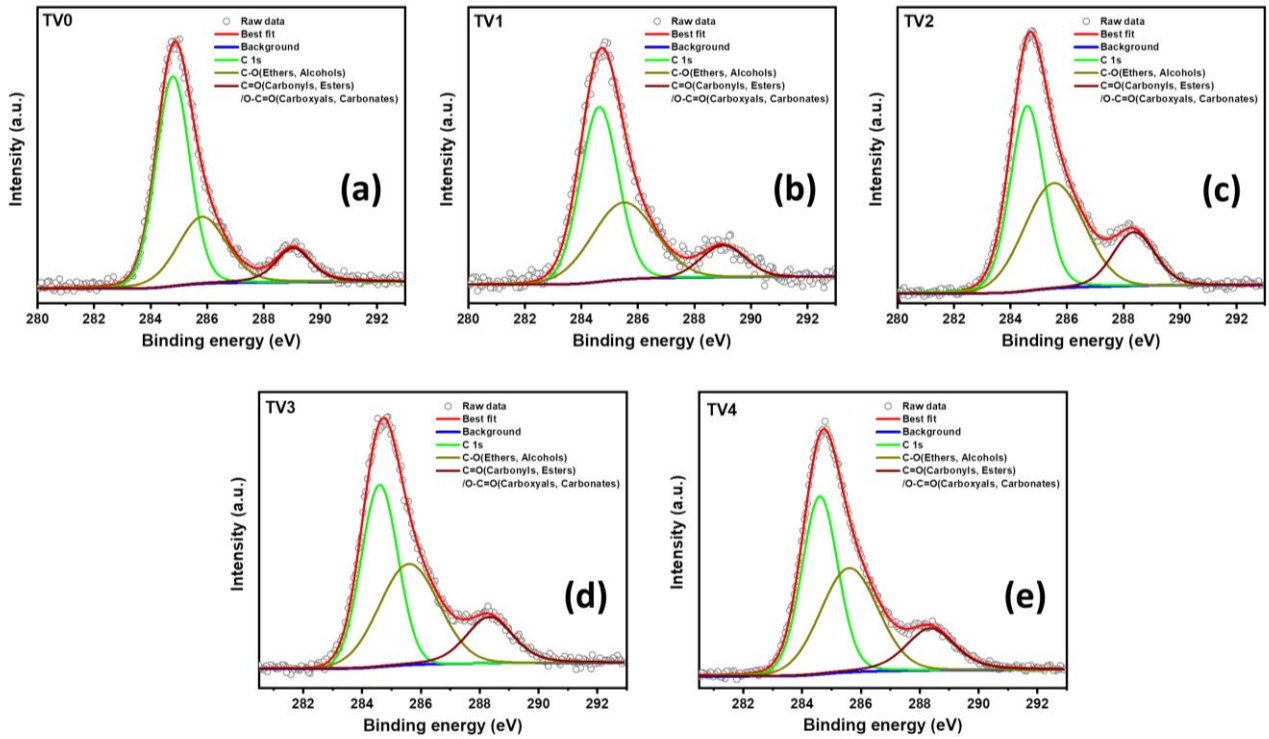 TV0
Raw data
Best fit
Background
C 1s
C-O(Ethers, Alcohols)
C=O(Carbonyls, Esters)
/O-C=O(Carboxyals, Carbonates)
(a)
Intensity (a.u.)
280 282 284 286 288 290 292
Binding energy (eV)
TV1
Raw data
Best fit
Background
C 1s
C-O(Ethers, Alcohols)
C=O(Carbonyls, Esters)
/O-C=O(Carboxyals, Carbonates)
(b)
Intensity (a.u.)
280 282 284 286 288 290 292
Binding energy (eV)
TV2
Raw data
Best fit
Background
C 1s
C-O(Ethers, Alcohols)
C=O(Carbonyls, Esters)
/O-C=O(Carboxyals, Carbonates)
(c)
Intensity (a.u.)
280 282 284 286 288 290 292
Binding energy (eV)
TV3
Raw data
Best fit
Background
C 1s
C-O(Ethers, Alcohols)
C=O(Carbonyls, Esters)
/O-C=O(Carboxyals, Carbonates)
(d)
Intensity (a.u.)
282 284 286 288 290 292
Binding energy (eV)
TV4
Raw data
Best fit
Background
C 1s
C-O(Ethers, Alcohols)
C=O(Carbonyls, Esters)
/O-C=O(Carboxyals, Carbonates)
(e)
Intensity (a.u.)
282 284 286 288 290 292
Binding energy (eV)